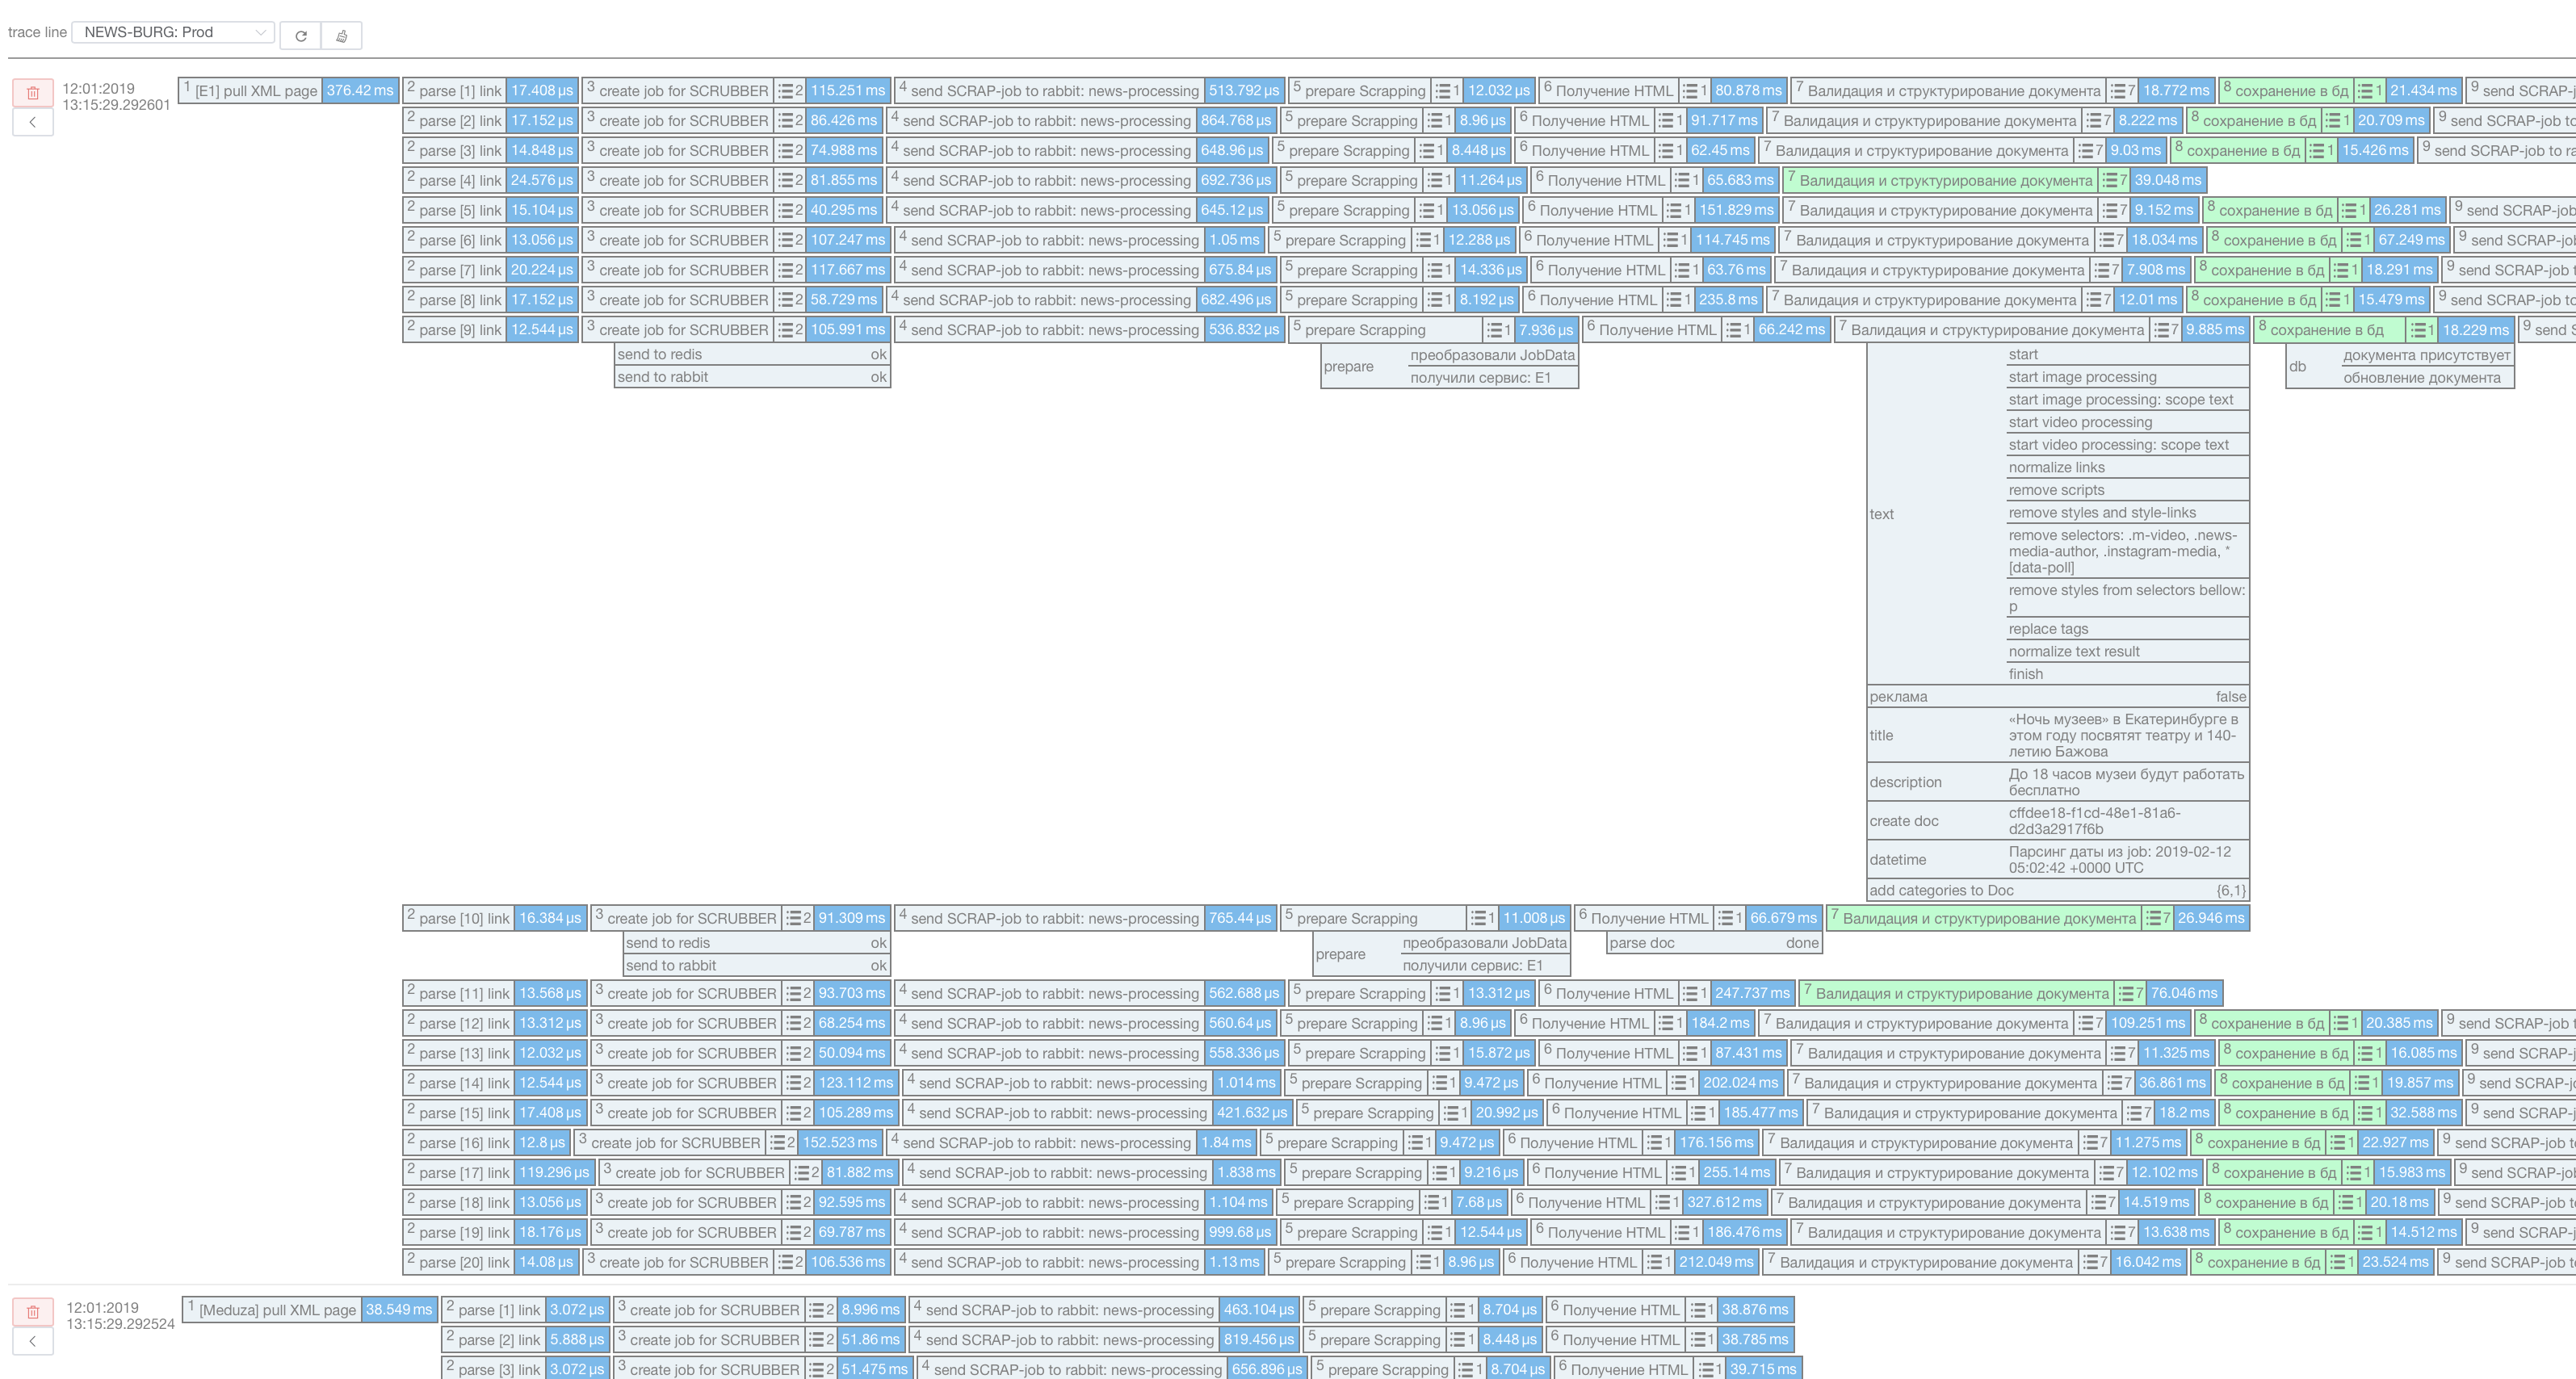 trace line NEWS-BURG: Prod
12:01:2019
13:15:29.292601
1 [E1] pull XML page 376.42 ms 2 parse [1] link 17.408 µs 3 create job for SCRUBBER 2 115.251 ms 4 send SCRAP-job to rabbit: news-processing 513.792 µs 5 prepare Scrapping 1 12.032 µs 6 Получение HTML 1 80.878 ms 7 Валидация и структурирование документа 7 18.772 ms 8 сохранение в бд 1 21.434 ms 9 send SCRAP-j
2 parse [2] link 17.152 µs 3 create job for SCRUBBER 2 86.426 ms 4 send SCRAP-job to rabbit: news-processing 864.768 µs 5 prepare Scrapping 1 8.96 µs 6 Получение HTML 1 91.717 ms 7 Валидация и структурирование документа 7 8.222 ms 8 сохранение в бд 1 20.709 ms 9 send SCRAP-job to
2 parse [3] link 14.848 µs 3 create job for SCRUBBER 2 74.988 ms 4 send SCRAP-job to rabbit: news-processing 648.96 µs 5 prepare Scrapping 1 8.448 µs 6 Получение HTML 1 62.45 ms 7 Валидация и структурирование документа 7 9.03 ms 8 сохранение в бд 1 15.426 ms 9 send SCRAP-job to ra
2 parse [4] link 24.576 µs 3 create job for SCRUBBER 2 81.855 ms 4 send SCRAP-job to rabbit: news-processing 692.736 µs 5 prepare Scrapping 1 11.264 µs 6 Получение HTML 1 65.683 ms 7 Валидация и структурирование документа 7 39.048 ms
2 parse [5] link 15.104 µs 3 create job for SCRUBBER 2 40.295 ms 4 send SCRAP-job to rabbit: news-processing 645.12 µs 5 prepare Scrapping 1 13.056 µs 6 Получение HTML 1 151.829 ms 7 Валидация и структурирование документа 7 9.152 ms 8 сохранение в бд 1 26.281 ms 9 send SCRAP-job
2 parse [6] link 13.056 µs 3 create job for SCRUBBER 2 107.247 ms 4 send SCRAP-job to rabbit: news-processing 1.05 ms 5 prepare Scrapping 1 12.288 µs 6 Получение HTML 1 114.745 ms 7 Валидация и структурирование документа 7 18.034 ms 8 сохранение в бд 1 67.249 ms 9 send SCRAP-jo
2 parse [7] link 20.224 µs 3 create job for SCRUBBER 2 117.667 ms 4 send SCRAP-job to rabbit: news-processing 675.84 µs 5 prepare Scrapping 1 14.336 µs 6 Получение HTML 1 63.76 ms 7 Валидация и структурирование документа 7 7.908 ms 8 сохранение в бд 1 18.291 ms 9 send SCRAP-job t
2 parse [8] link 17.152 µs 3 create job for SCRUBBER 2 58.729 ms 4 send SCRAP-job to rabbit: news-processing 682.496 µs 5 prepare Scrapping 1 8.192 µs 6 Получение HTML 1 235.8 ms 7 Валидация и структурирование документа 7 12.01 ms 8 сохранение в бд 1 15.479 ms 9 send SCRAP-job to
2 parse [9] link 12.544 µs 3 create job for SCRUBBER 2 105.991 ms 4 send SCRAP-job to rabbit: news-processing 536.832 µs 5 prepare Scrapping 1 7.936 µs 6 Получение HTML 1 66.242 ms 7 Валидация и структурирование документа 7 9.885 ms 8 сохранение в бд 1 18.229 ms 9 send S
send to redis ok
send to rabbit ok
prepare
преобразовали JobData
получили сервис: E1
text
start
start image processing
start image processing: scope text
start video processing
start video processing: scope text
normalize links
remove scripts
remove styles and style-links
remove selectors: .m-video, .news-
media-author, .instagram-media, *
[data-poll]
remove styles from selectors bellow:
p
replace tags
normalize text result
finish
реклама false
title
«Ночь музеев» в Екатеринбурге в
этом году посвятят театру и 140-
летию Бажова
description
До 18 часов музеи будут работать
бесплатно
create doc
cffdee18-f1cd-48e1-81a6-
d2d3a2917f6b
datetime
Парсинг даты из job: 2019-02-12
05:02:42 +0000 UTC
add categories to Doc {6,1}
db
документа присутствует
обновление документа
2 parse [10] link 16.384 µs 3 create job for SCRUBBER 2 91.309 ms 4 send SCRAP-job to rabbit: news-processing 765.44 µs 5 prepare Scrapping 1 11.008 µs 6 Получение HTML 1 66.679 ms 7 Валидация и структурирование документа 7 26.946 ms
send to redis ok
send to rabbit ok
prepare
преобразовали JobData
получили сервис: E1
parse doc done
2 parse [11] link 13.568 µs 3 create job for SCRUBBER 2 93.703 ms 4 send SCRAP-job to rabbit: news-processing 562.688 µs 5 prepare Scrapping 1 13.312 µs 6 Получение HTML 1 247.737 ms 7 Валидация и структурирование документа 7 76.046 ms
2 parse [12] link 13.312 µs 3 create job for SCRUBBER 2 68.254 ms 4 send SCRAP-job to rabbit: news-processing 560.64 µs 5 prepare Scrapping 1 8.96 µs 6 Получение HTML 1 184.2 ms 7 Валидация и структурирование документа 7 109.251 ms 8 сохранение в бд 1 20.385 ms 9 send SCRAP-job t
2 parse [13] link 12.032 µs 3 create job for SCRUBBER 2 50.094 ms 4 send SCRAP-job to rabbit: news-processing 558.336 µs 5 prepare Scrapping 1 15.872 µs 6 Получение HTML 1 87.431 ms 7 Валидация и структурирование документа 7 11.325 ms 8 сохранение в бд 1 16.085 ms 9 send SCRAP-j
2 parse [14] link 12.544 µs 3 create job for SCRUBBER 2 123.112 ms 4 send SCRAP-job to rabbit: news-processing 1.014 ms 5 prepare Scrapping 1 9.472 µs 6 Получение HTML 1 202.024 ms 7 Валидация и структурирование документа 7 36.861 ms 8 сохранение в бд 1 19.857 ms 9 send SCRAP-jo
2 parse [15] link 17.408 µs 3 create job for SCRUBBER 2 105.289 ms 4 send SCRAP-job to rabbit: news-processing 421.632 µs 5 prepare Scrapping 1 20.992 µs 6 Получение HTML 1 185.477 ms 7 Валидация и структурирование документа 7 18.2 ms 8 сохранение в бд 1 32.588 ms 9 send SCRAP-j
2 parse [16] link 12.8 µs 3 create job for SCRUBBER 2 152.523 ms 4 send SCRAP-job to rabbit: news-processing 1.84 ms 5 prepare Scrapping 1 9.472 µs 6 Получение HTML 1 176.156 ms 7 Валидация и структурирование документа 7 11.275 ms 8 сохранение в бд 1 22.927 ms 9 send SCRAP-job t
2 parse [17] link 119.296 µs 3 create job for SCRUBBER 2 81.882 ms 4 send SCRAP-job to rabbit: news-processing 1.838 ms 5 prepare Scrapping 1 9.216 µs 6 Получение HTML 1 255.14 ms 7 Валидация и структурирование документа 7 12.102 ms 8 сохранение в бд 1 15.983 ms 9 send SCRAP-job
2 parse [18] link 13.056 µs 3 create job for SCRUBBER 2 92.595 ms 4 send SCRAP-job to rabbit: news-processing 1.104 ms 5 prepare Scrapping 1 7.68 µs 6 Получение HTML 1 327.612 ms 7 Валидация и структурирование документа 7 14.519 ms 8 сохранение в бд 1 20.18 ms 9 send SCRAP-job t
2 parse [19] link 18.176 µs 3 create job for SCRUBBER 2 69.787 ms 4 send SCRAP-job to rabbit: news-processing 999.68 µs 5 prepare Scrapping 1 12.544 µs 6 Получение HTML 1 186.476 ms 7 Валидация и структурирование документа 7 13.638 ms 8 сохранение в бд 1 14.512 ms 9 send SCRAP-j
2 parse [20] link 14.08 µs 3 create job for SCRUBBER 2 106.536 ms 4 send SCRAP-job to rabbit: news-processing 1.13 ms 5 prepare Scrapping 1 8.96 µs 6 Получение HTML 1 212.049 ms 7 Валидация и структурирование документа 7 16.042 ms 8 сохранение в бд 1 23.524 ms 9 send SCRAP-job t
12:01:2019
13:15:29.292524
1 [Meduza] pull XML page 38.549 ms 2 parse [1] link 3.072 µs 3 create job for SCRUBBER 2 8.996 ms 4 send SCRAP-job to rabbit: news-processing 463.104 µs 5 prepare Scrapping 1 8.704 µs 6 Получение HTML 1 38.876 ms
2 parse [2] link 5.888 µs 3 create job for SCRUBBER 2 51.86 ms 4 send SCRAP-job to rabbit: news-processing 819.456 µs 5 prepare Scrapping 1 8.448 µs 6 Получение HTML 1 38.785 ms
2 parse [3] link 3.072 µs 3 create job for SCRUBBER 2 51.475 ms 4 send SCRAP-job to rabbit: news-processing 656.896 µs 5 prepare Scrapping 1 8.704 µs 6 Получение HTML 1 39.715 ms